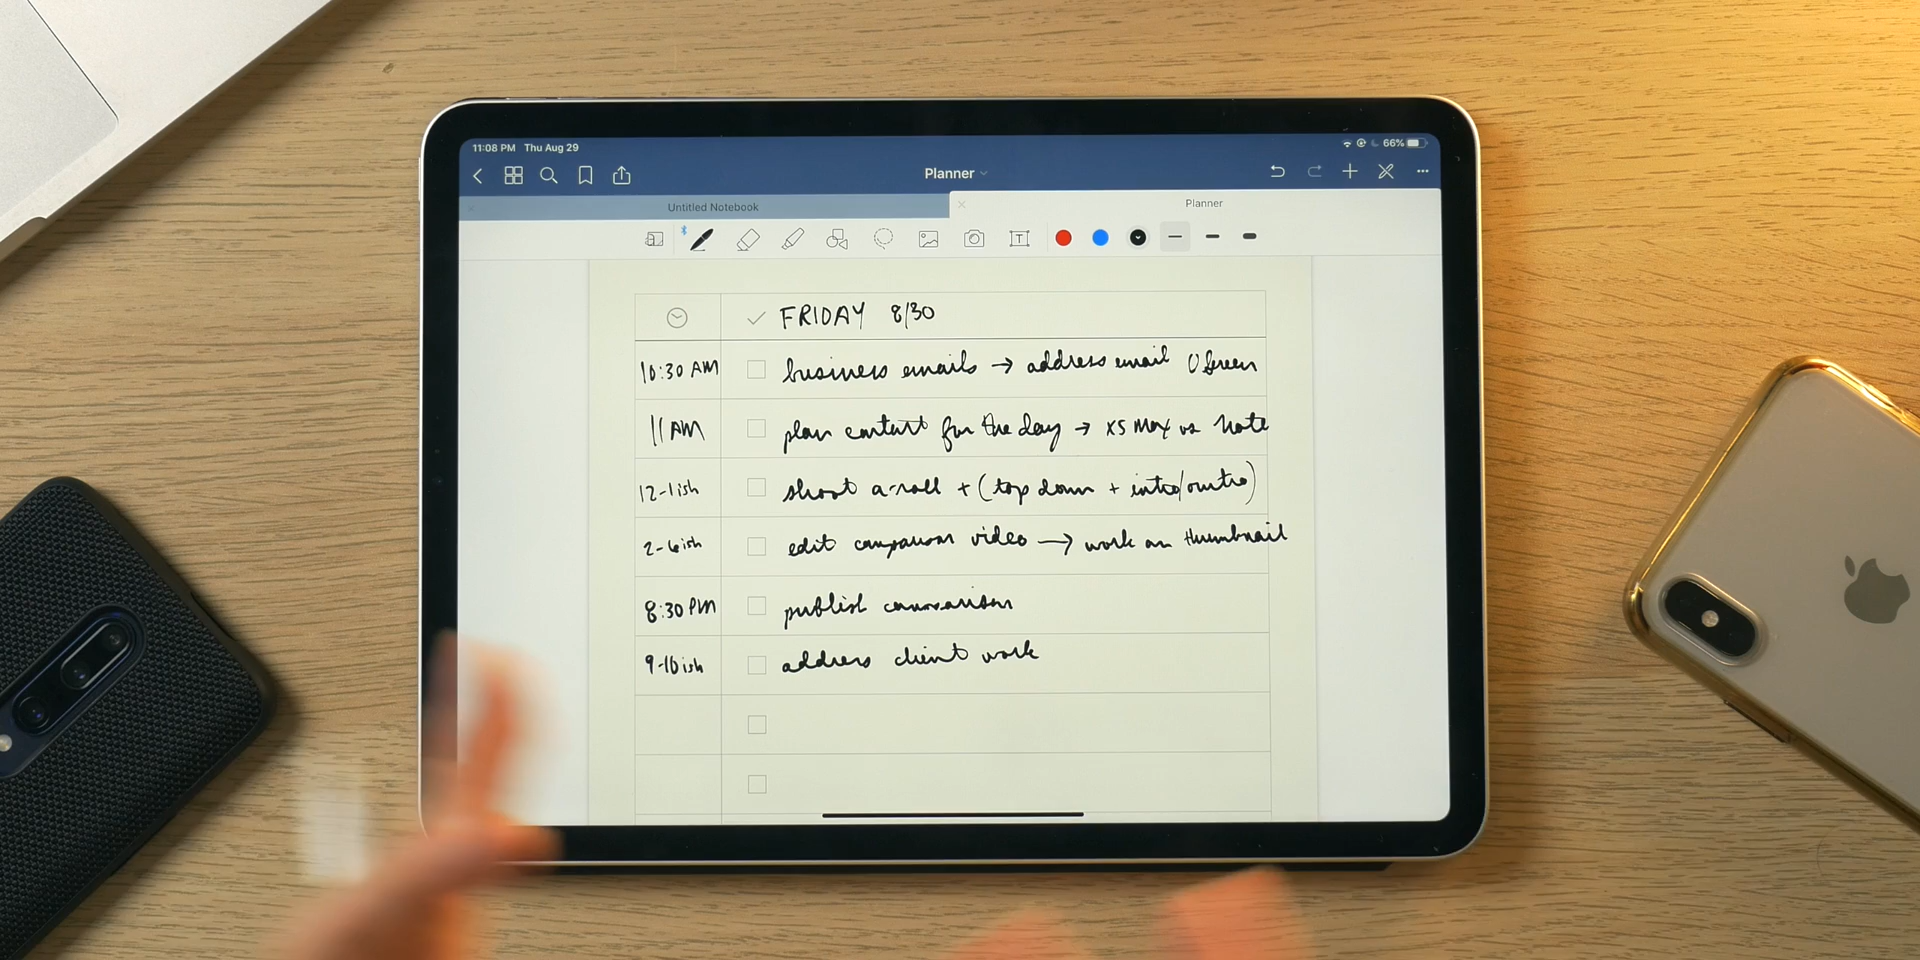 11:08 PM Thu Aug 29 66%
Planner
Untitled Notebook Planner
T
FRIDAY 8/30
10:30 AM business emails → address email
11 AM plan content for the day → XS Max vs Note
12-1ish shoot a-roll + (top down + intro/outro)
2-6ish edit comparison video → work on thumbnail
8:30 PM publish comparison
9-10ish address client work